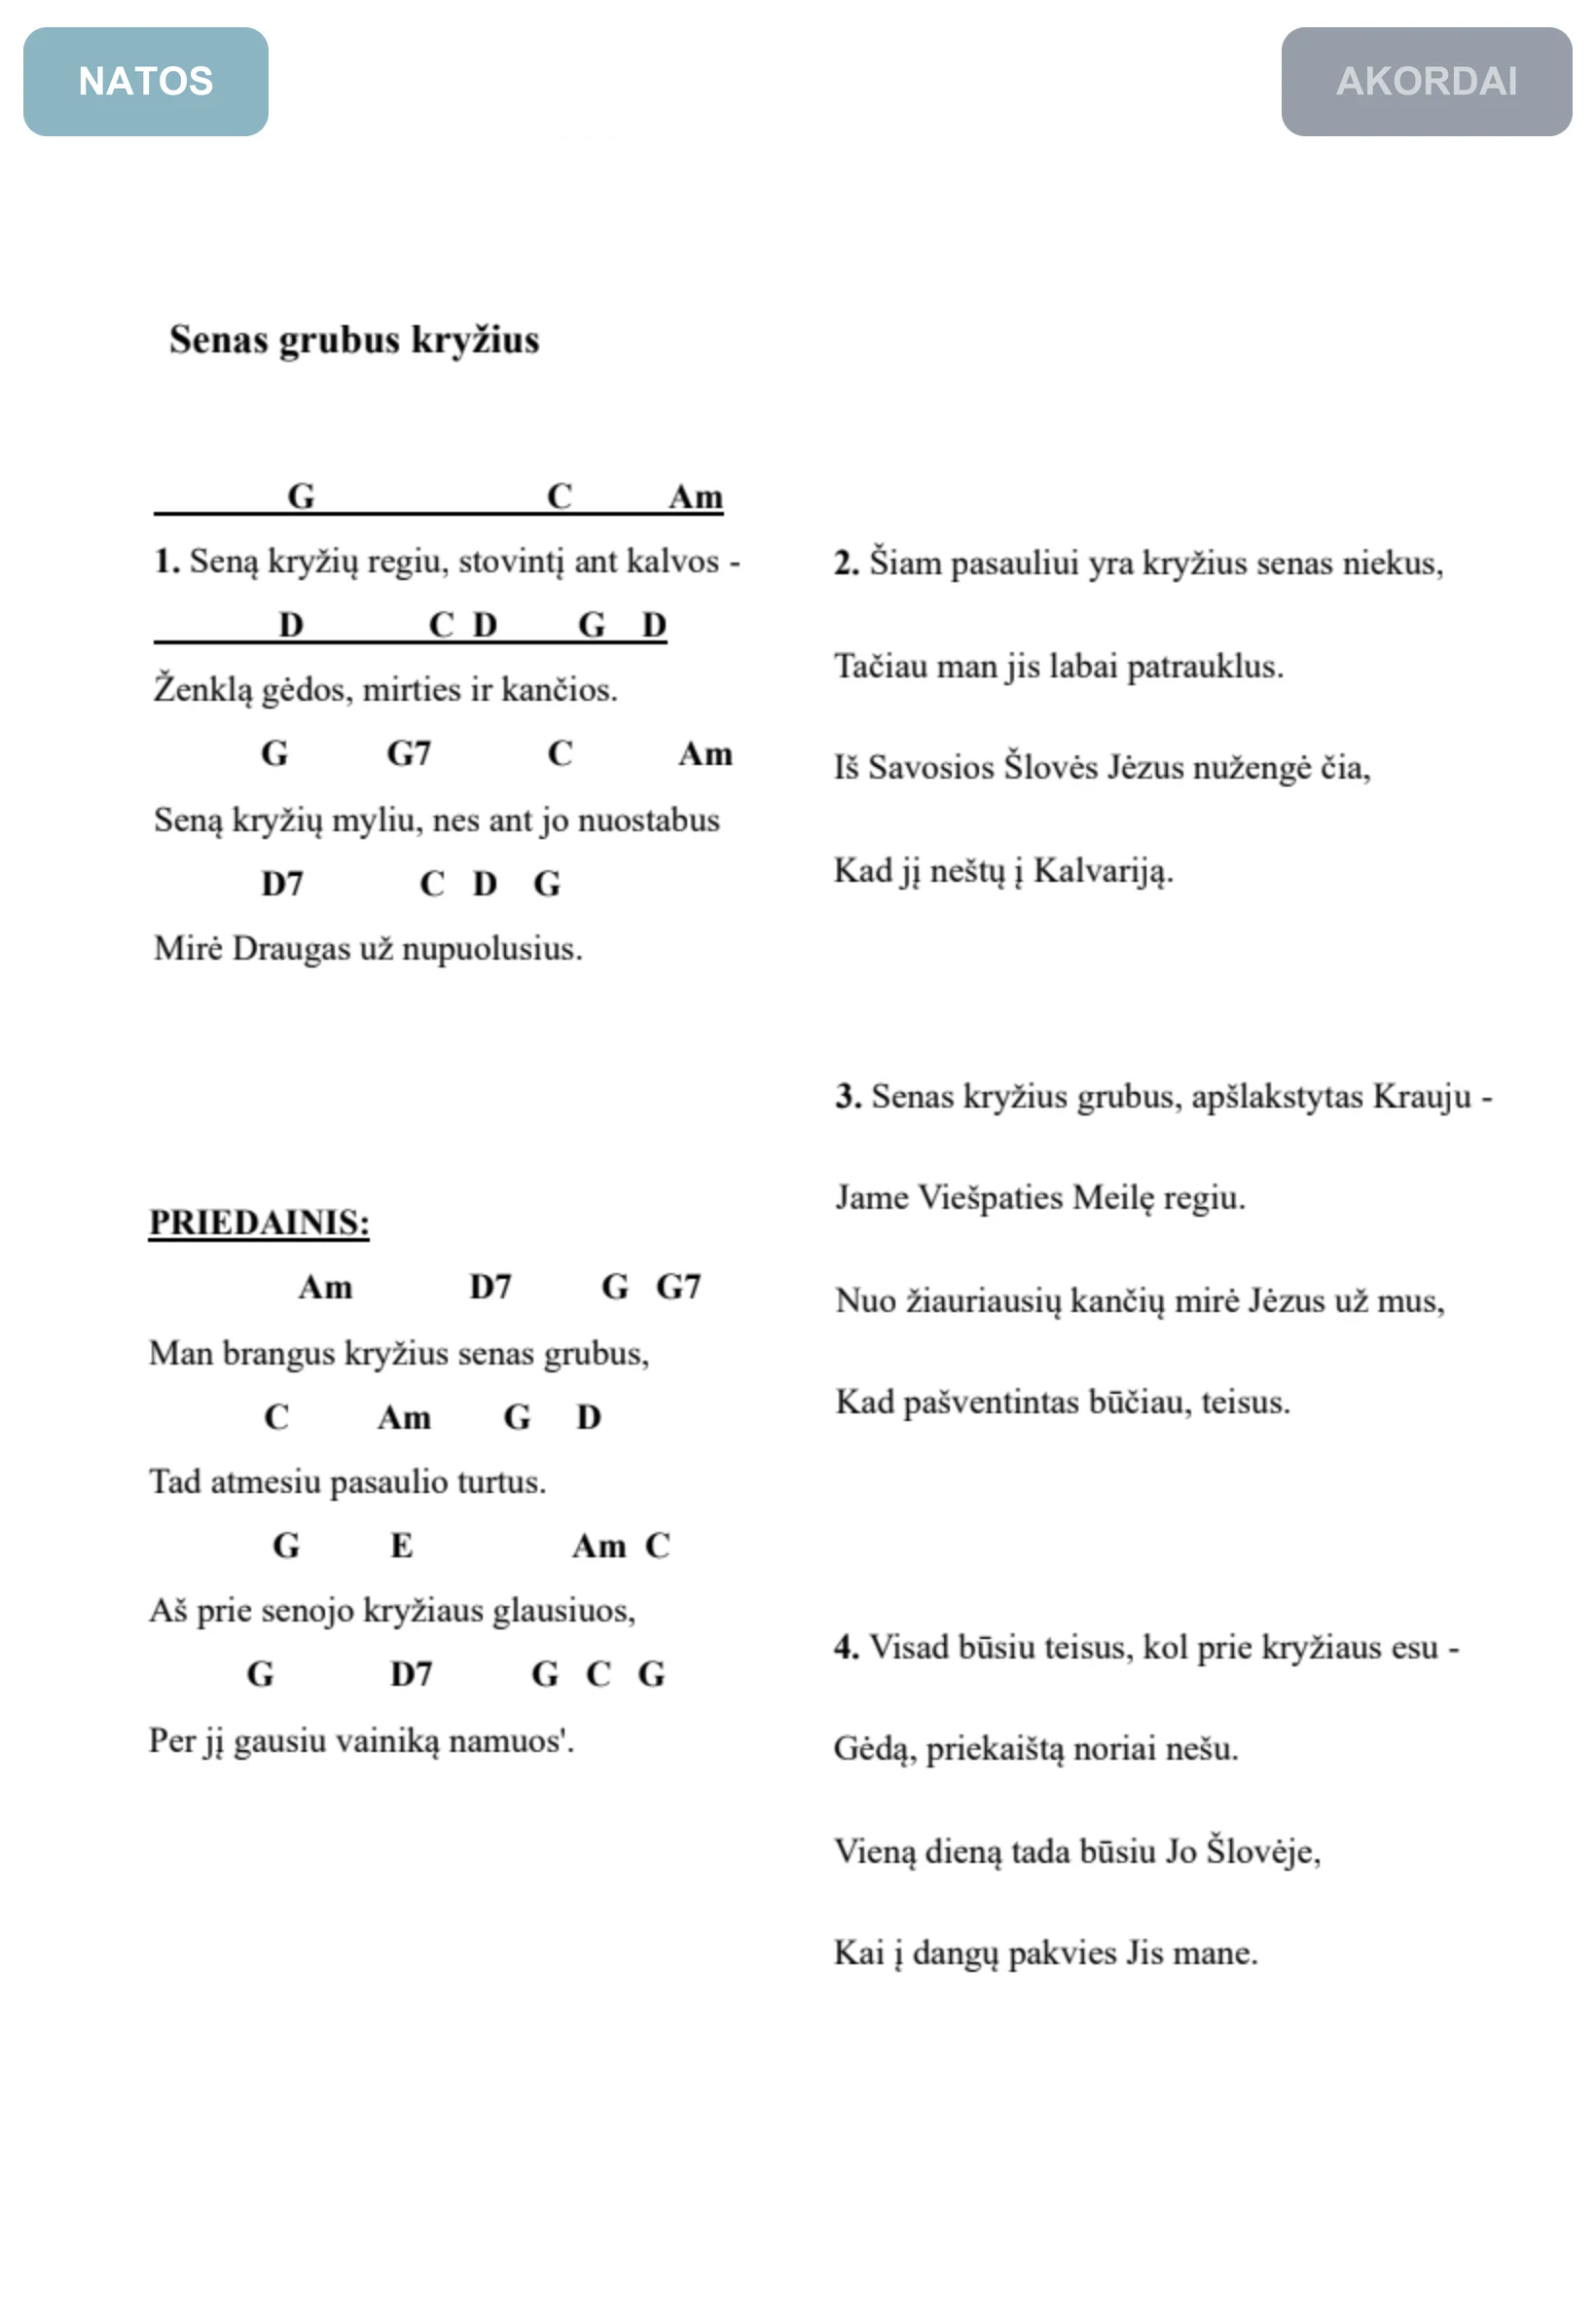 NATOS
AKORDAI
Senas grubus kryžius
G C Am
1. Seną kryžių regiu, stovintį ant kalvos -
D C D G D
Ženklą gėdos, mirties ir kančios.
G G7 C Am
Seną kryžių myliu, nes ant jo nuostabus
D7 C D G
Mirė Draugas už nupuolusius.
PRIEDAINIS:
Am D7 G G7
Man brangus kryžius senas grubus,
C Am G D
Tad atmesiu pasaulio turtus.
G E Am C
Aš prie senojo kryžiaus glausiuos,
G D7 G C G
Per jį gausiu vainiką namuos'.
2. Šiam pasauliui yra kryžius senas niekus,
Tačiau man jis labai patrauklus.
Iš Savosios Šlovės Jėzus nužengė čia,
Kad jį neštų į Kalvariją.
3. Senas kryžius grubus, apšlakstytas Krauju -
Jame Viešpaties Meilę regiu.
Nuo žiauriausių kančių mirė Jėzus už mus,
Kad pašventintas būčiau, teisus.
4. Visad būsiu teisus, kol prie kryžiaus esu -
Gėdą, priekaištą noriai nešu.
Vieną dieną tada būsiu Jo Šlovėje,
Kai į dangų pakvies Jis mane.